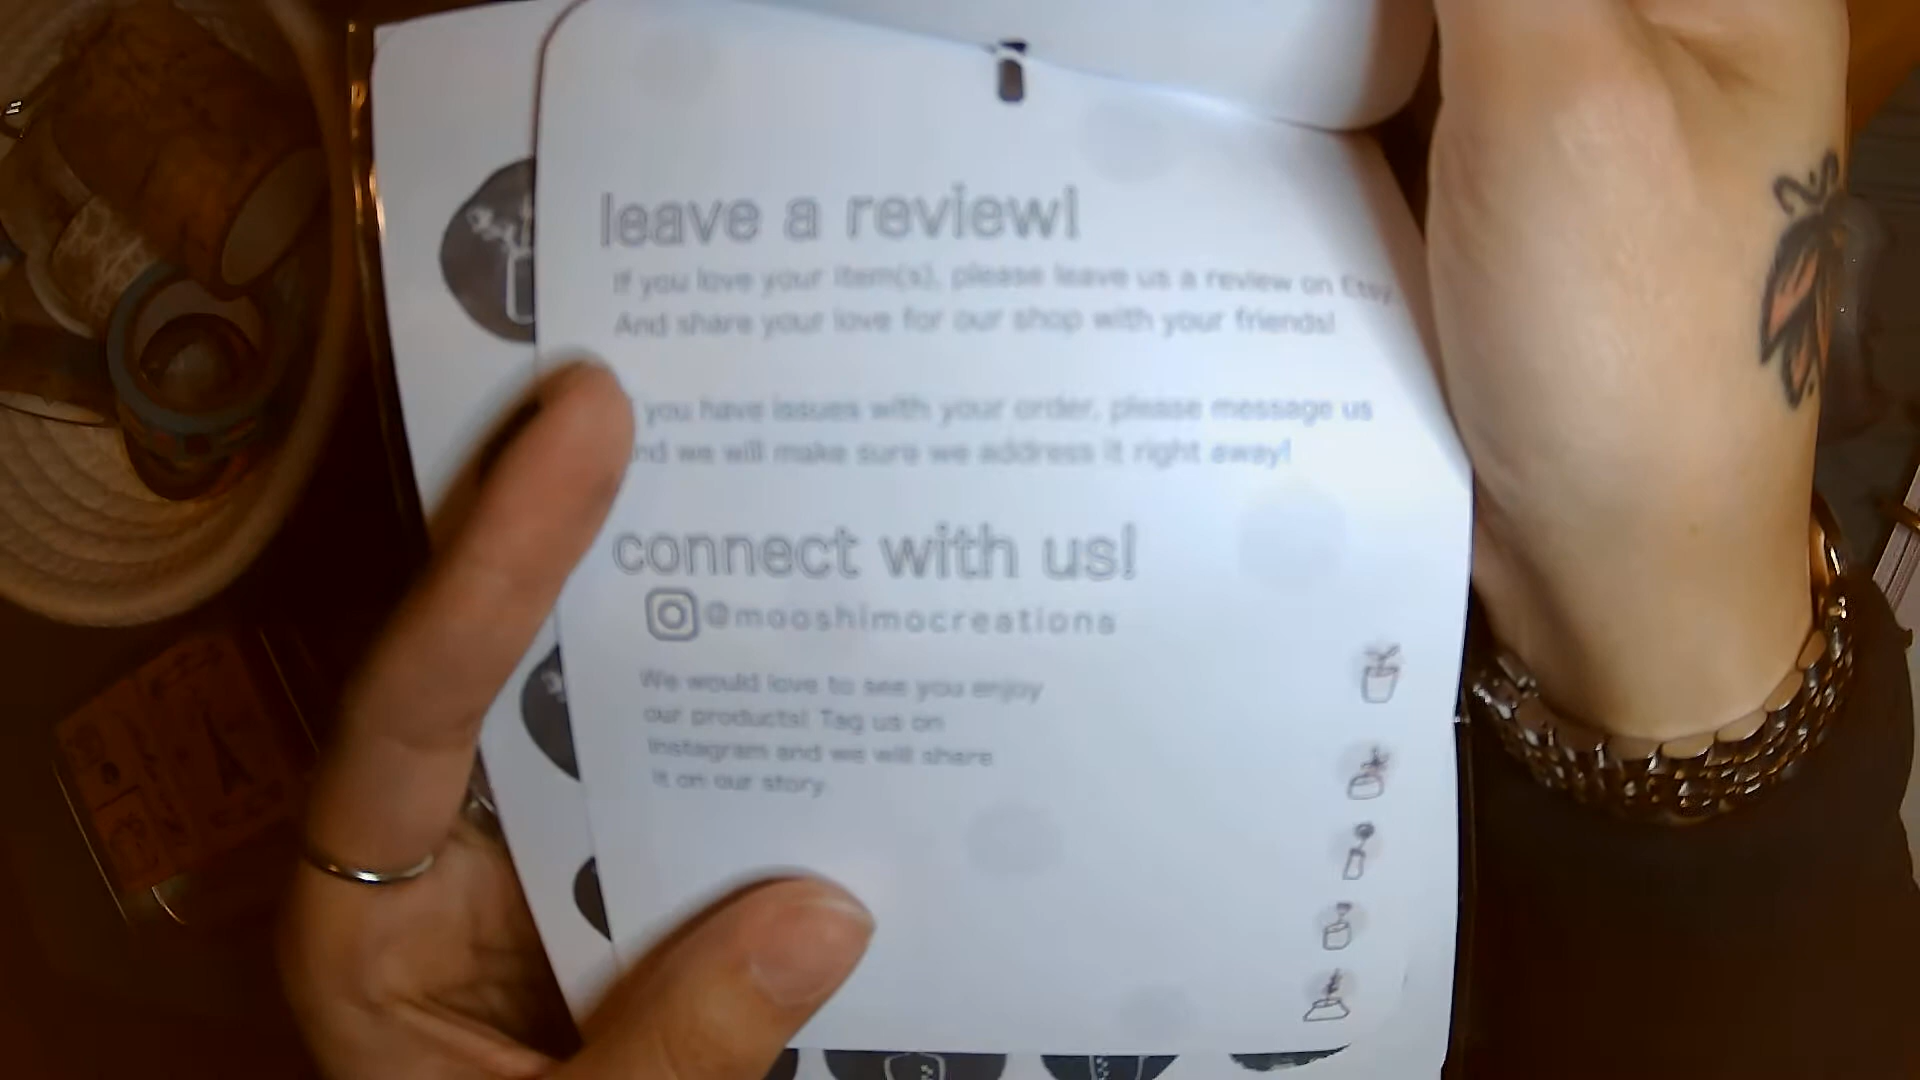 leave a review!
If you love your item(s), please leave us a review on Etsy
And share your love for our shop with your friends!
you have issues with your order, please message us
and we will make sure we address it right away!
connect with us!
@mooshimocreations
We would love to see you enjoy
our products! Tag us on
Instagram and we will share
it on our story